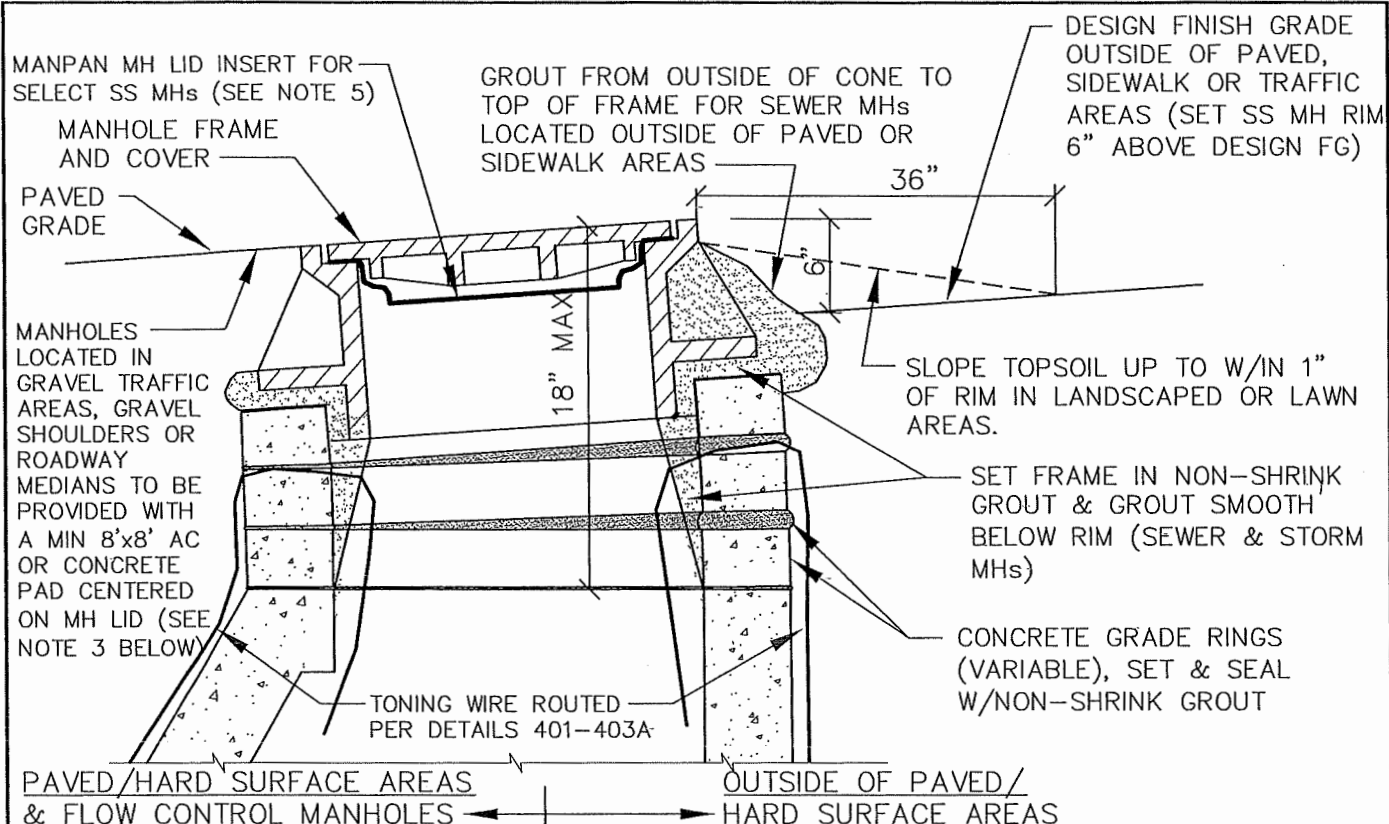 MANPAN MH LID INSERT FOR
SELECT SS MHs (SEE NOTE 5)
MANHOLE FRAME
AND COVER
PAVED
GRADE
GROUT FROM OUTSIDE OF CONE TO
TOP OF FRAME FOR SEWER MHs
LOCATED OUTSIDE OF PAVED OR
SIDEWALK AREAS
DESIGN FINISH GRADE
OUTSIDE OF PAVED,
SIDEWALK OR TRAFFIC
AREAS (SET SS MH RIM
6" ABOVE DESIGN FG)
36"
6"
18" MAX
MANHOLES
LOCATED IN
GRAVEL TRAFFIC
AREAS, GRAVEL
SHOULDERS OR
ROADWAY
MEDIANS TO BE
PROVIDED WITH
A MIN 8'x8' AC
OR CONCRETE
PAD CENTERED
ON MH LID (SEE
NOTE 3 BELOW)
SLOPE TOPSOIL UP TO W/IN 1"
OF RIM IN LANDSCAPED OR LAWN
AREAS.
SET FRAME IN NON-SHRINK
GROUT & GROUT SMOOTH
BELOW RIM (SEWER & STORM
MHs)
CONCRETE GRADE RINGS
(VARIABLE), SET & SEAL
W/NON-SHRINK GROUT
TONING WIRE ROUTED
PER DETAILS 401-403A
PAVED/HARD SURFACE AREAS
& FLOW CONTROL MANHOLES
OUTSIDE OF PAVED/
HARD SURFACE AREAS